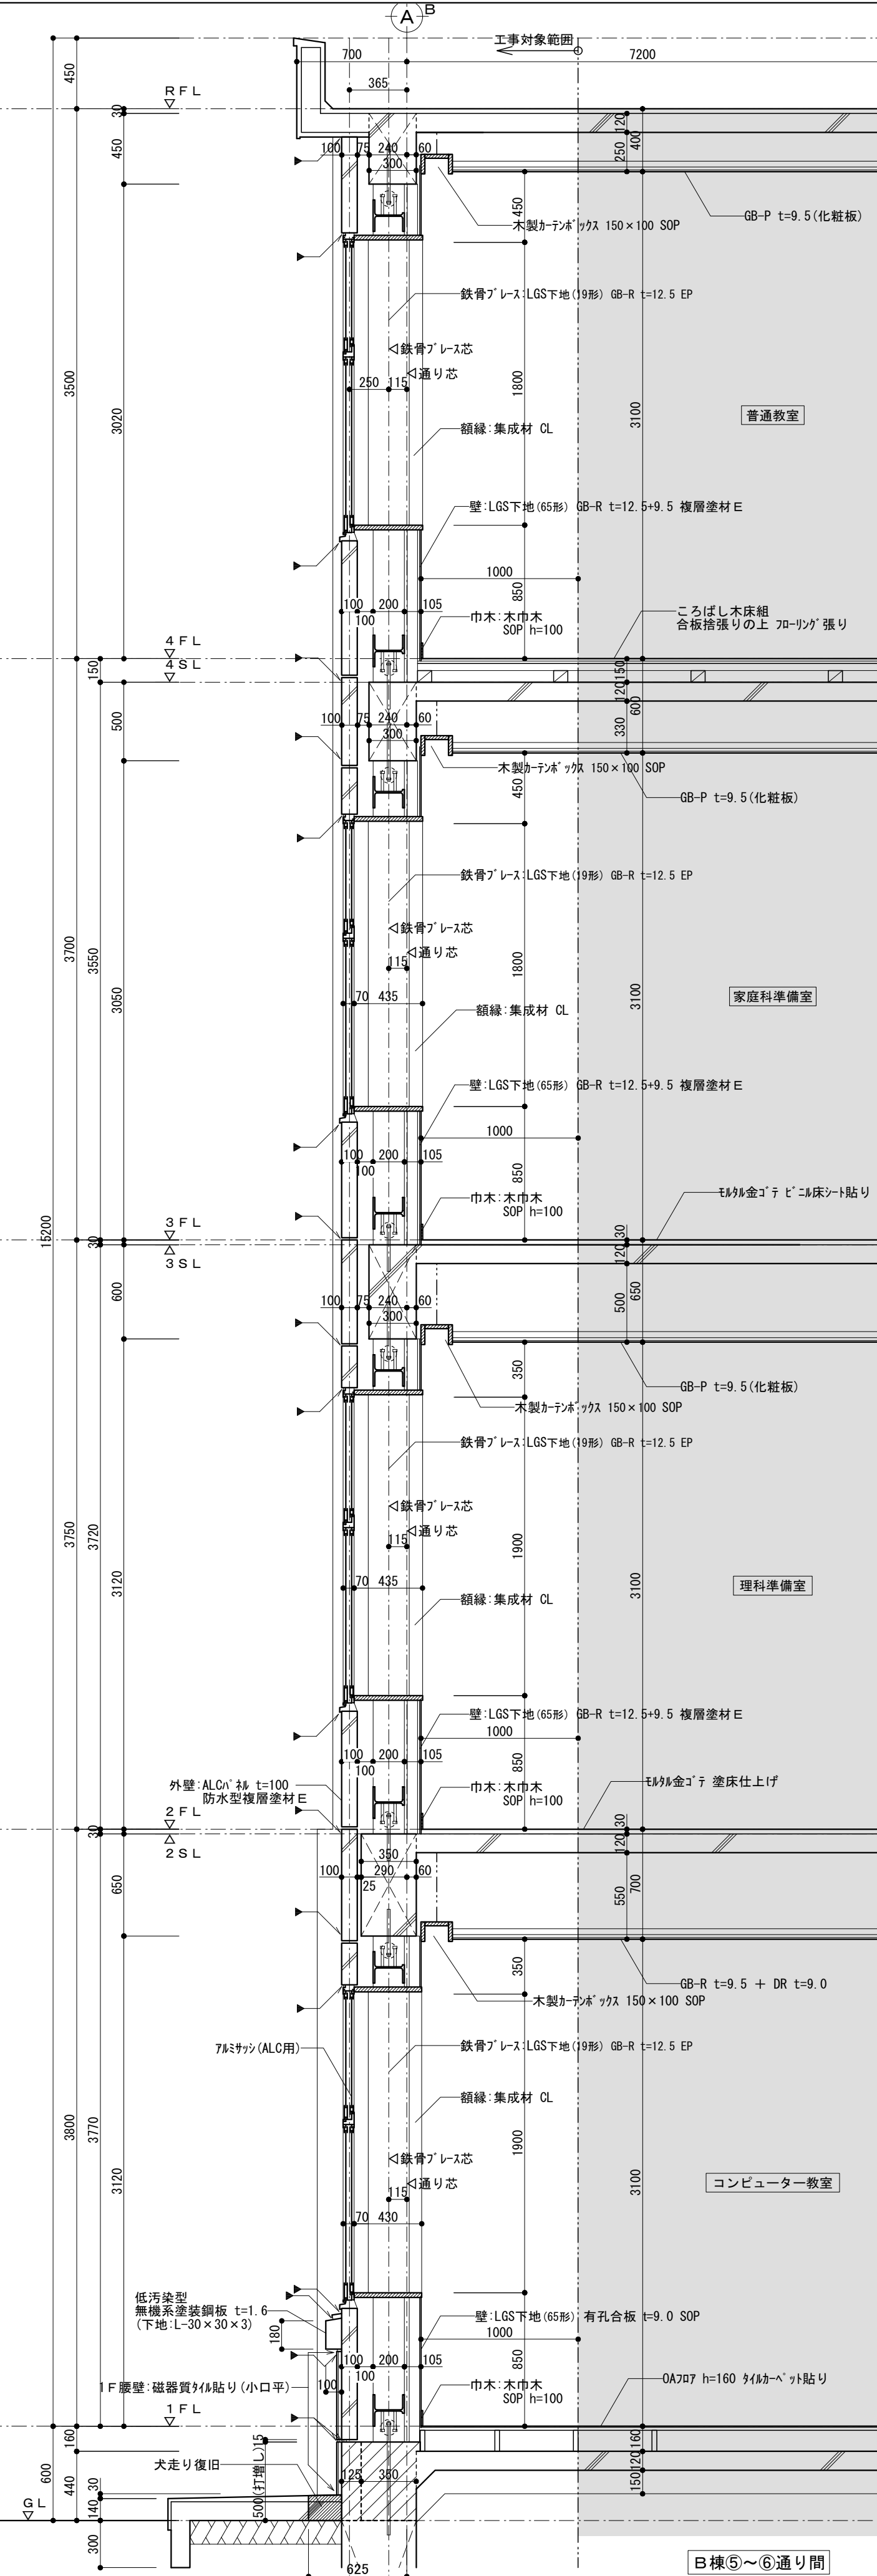 A
B
工事対象範囲
700
7200
365
450
RFL
30
450
120
400
250
100 75 240 60
300
450
GB-P t=9.5(化粧板)
木製カーテンボックス 150×100 SOP
鉄骨ブレース:LGS下地(19形) GB-R t=12.5 EP
鉄骨ブレース芯
通り芯
250 115
1800
3500
3020
3100
普通教室
額縁:集成材 CL
壁:LGS下地(65形) GB-R t=12.5+9.5 複層塗材E
1000
850
100 200 105
100
巾木:木巾木
SOP h=100
ころばし木床組
合板捨張りの上 フローリング張り
4FL
4SL
150
150
120
600
330
500
100 75 240 60
300
木製カーテンボックス 150×100 SOP
450
GB-P t=9.5(化粧板)
鉄骨ブレース:LGS下地(19形) GB-R t=12.5 EP
鉄骨ブレース芯
通り芯
115
1800
3700
3550
3050
3100
家庭科準備室
70 435
額縁:集成材 CL
壁:LGS下地(65形) GB-R t=12.5+9.5 複層塗材E
1000
850
100 200 105
100
巾木:木巾木
SOP h=100
モルタル金ゴテ ビニル床シート貼り
15200
3FL
3SL
30
30
120
650
500
600
100 75 240 60
300
350
GB-P t=9.5(化粧板)
木製カーテンボックス 150×100 SOP
鉄骨ブレース:LGS下地(19形) GB-R t=12.5 EP
鉄骨ブレース芯
通り芯
115
1900
3750
3720
3120
3100
理科準備室
70 435
額縁:集成材 CL
壁:LGS下地(65形) GB-R t=12.5+9.5 複層塗材E
1000
850
100 200 105
100
外壁:ALCパネル t=100
防水型複層塗材E
巾木:木巾木
SOP h=100
モルタル金ゴテ 塗床仕上げ
2FL
2SL
30
30
120
700
550
650
350
100 290 60
25
350
GB-R t=9.5 + DR t=9.0
木製カーテンボックス 150×100 SOP
アルミサッシ(ALC用)
鉄骨ブレース:LGS下地(19形) GB-R t=12.5 EP
額縁:集成材 CL
1900
3800
3770
3120
3100
鉄骨ブレース芯
通り芯
115
コンピューター教室
70 430
低汚染型
無機系塗装鋼板 t=1.6
(下地:L-30×30×3)
180
壁:LGS下地(65形) 有孔合板 t=9.0 SOP
1000
850
100 200 105
100
100
1F腰壁:磁器質タイル貼り(小口平)
巾木:木巾木
SOP h=100
OAフロア h=160 タイルカーペット貼り
1FL
160
600
440
30
140
300
15
500(打増し)
犬走り復旧
125 350
160
120
150
GL
625
B棟⑤～⑥通り間